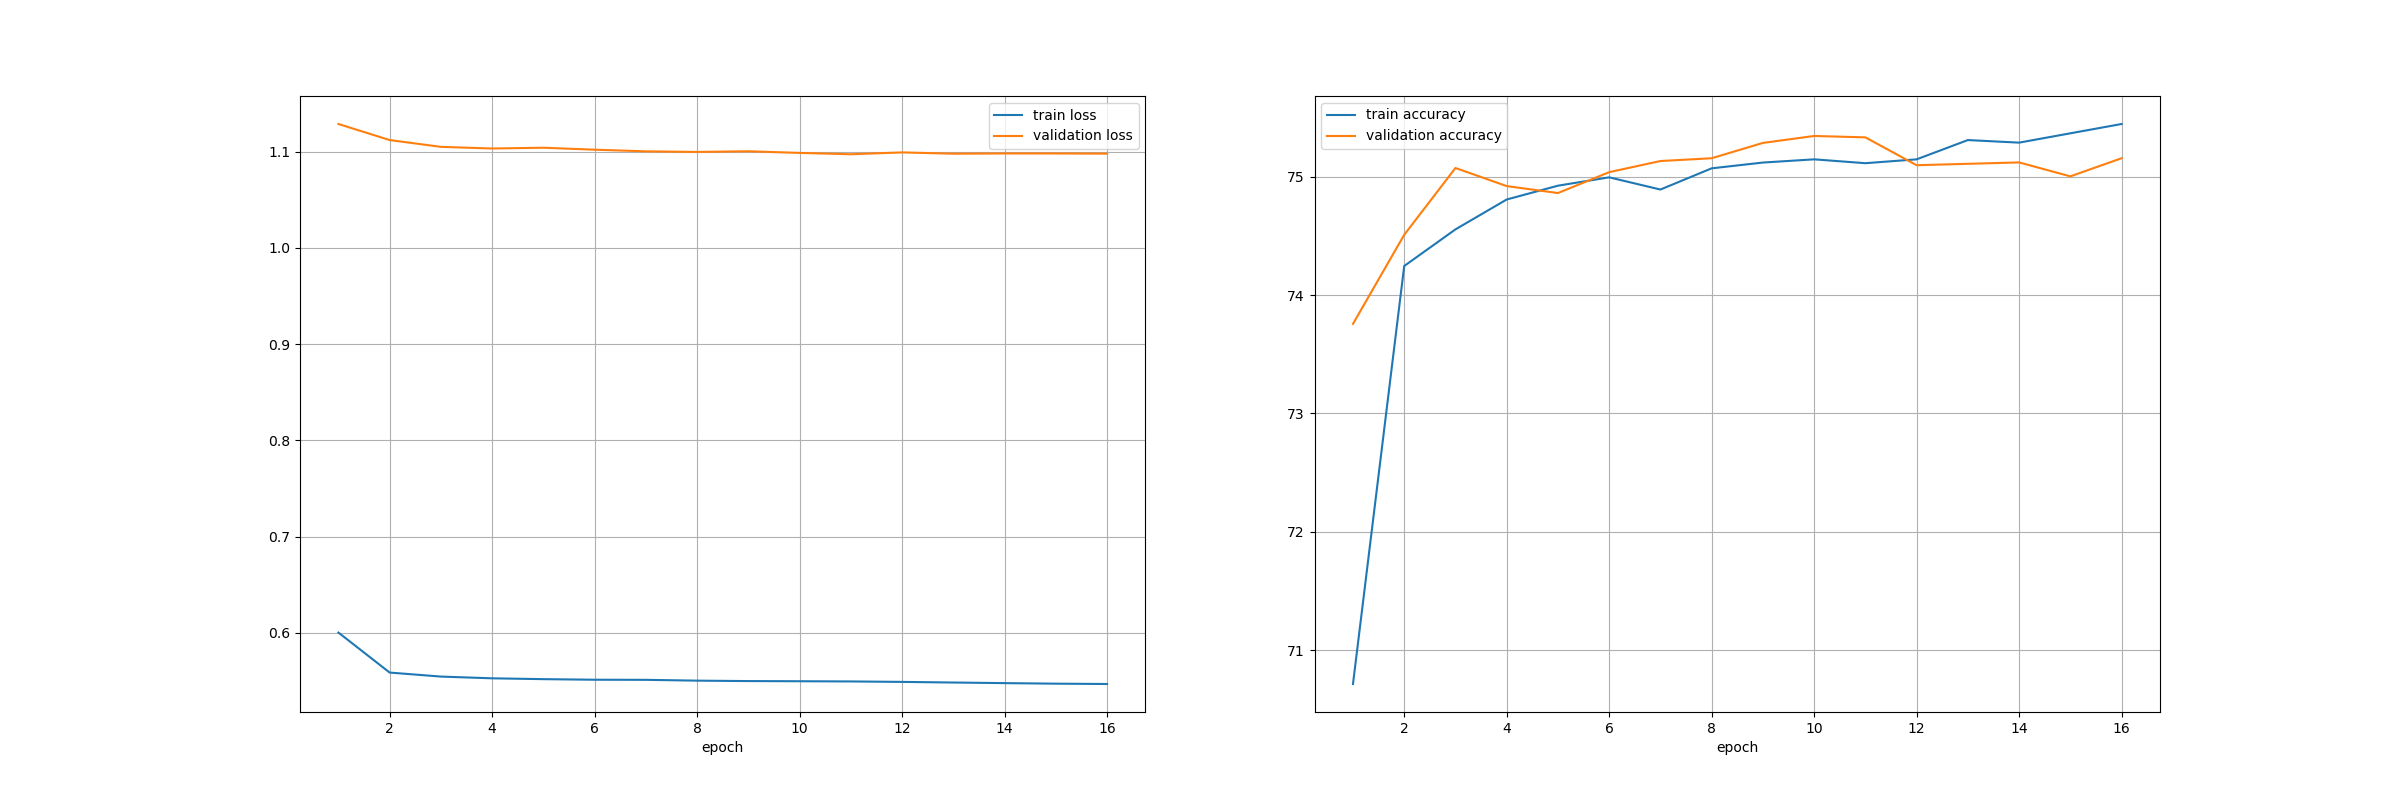 train loss
validation loss
1.1
1.0
0.9
0.8
0.7
0.6
2 4 6 8 10 12 14 16
epoch
train accuracy
validation accuracy
75
74
73
72
71
2 4 6 8 10 12 14 16
epoch